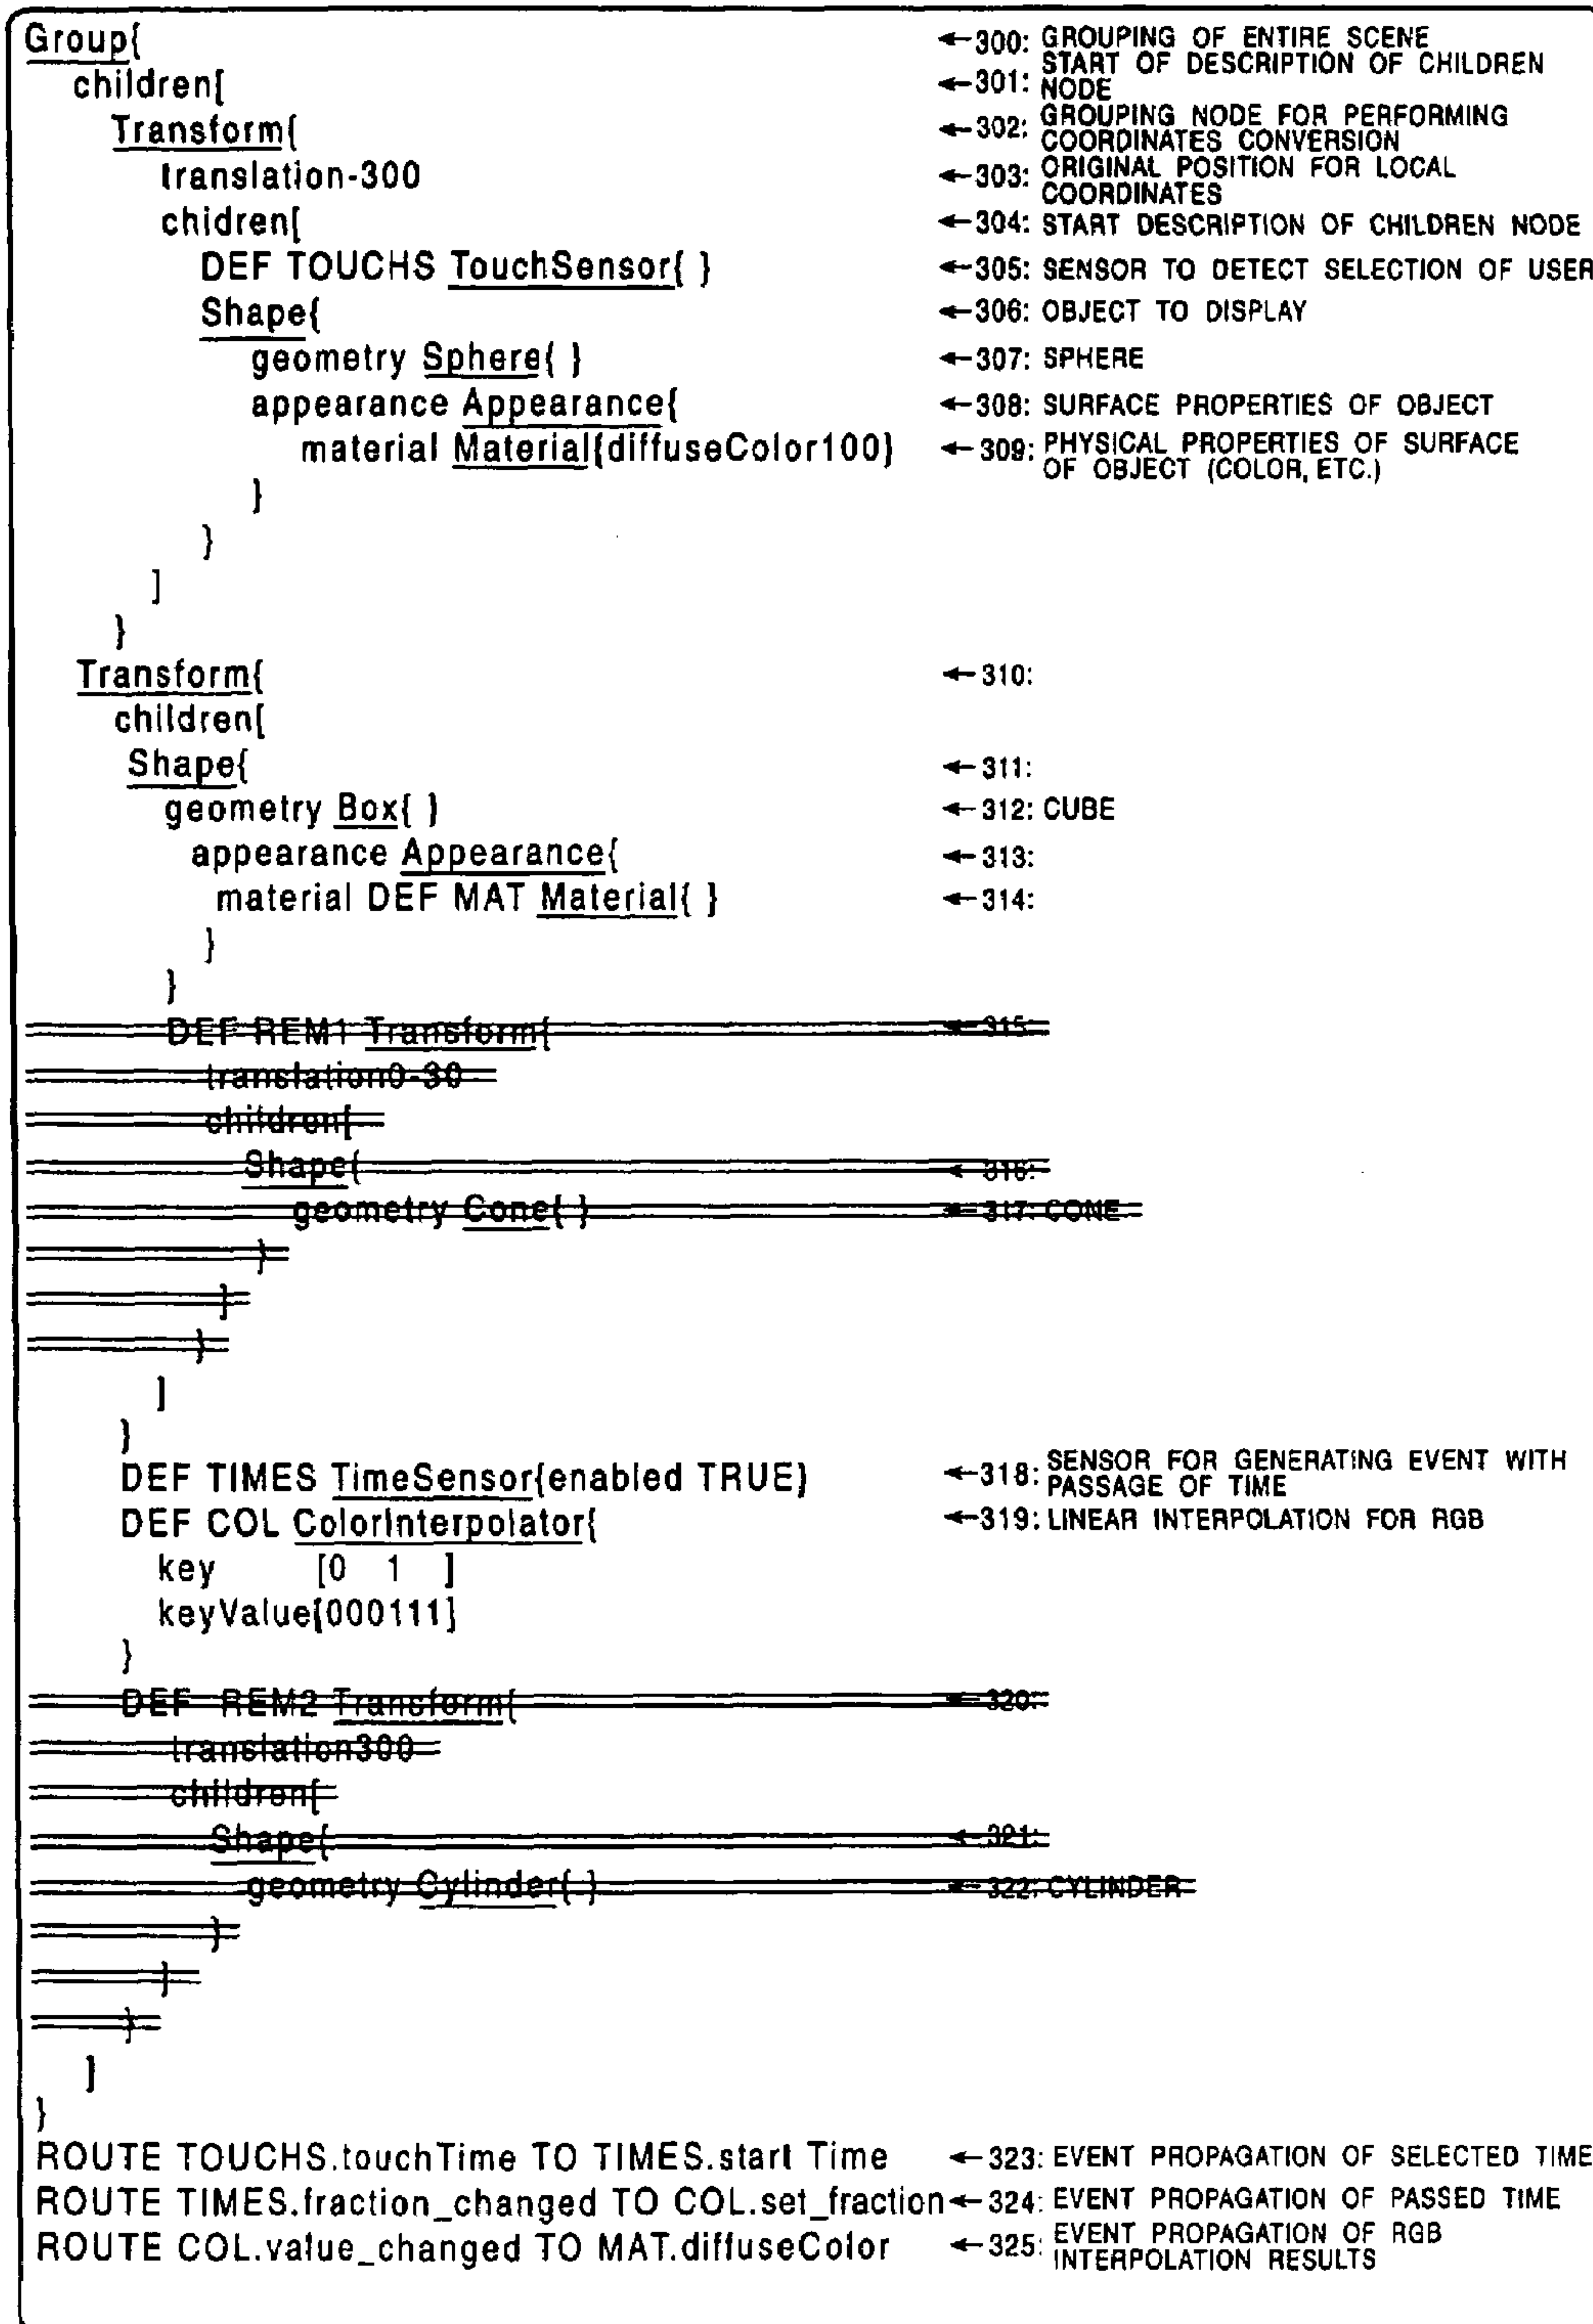 Group{ ←300: GROUPING OF ENTIRE SCENE
children[ ←301: START OF DESCRIPTION OF CHILDREN
NODE
Transform{ ←302: GROUPING NODE FOR PERFORMING
COORDINATES CONVERSION
translation-300 ←303: ORIGINAL POSITION FOR LOCAL
COORDINATES
chidren[ ←304: START DESCRIPTION OF CHILDREN NODE
DEF TOUCHS TouchSensor{ } ←305: SENSOR TO DETECT SELECTION OF USER
Shape{ ←306: OBJECT TO DISPLAY
geometry Sphere{ } ←307: SPHERE
appearance Appearance{ ←308: SURFACE PROPERTIES OF OBJECT
material Material{diffuseColor100} ←309: PHYSICAL PROPERTIES OF SURFACE
OF OBJECT (COLOR, ETC.)
}
}
]
}
Transform{ ←310:
children[
Shape{ ←311:
geometry Box{ } ←312: CUBE
appearance Appearance{ ←313:
material DEF MAT Material{ } ←314:
}
}
DEF REM1 Transform{ ←315:
translation0-30
children[
Shape{ ←316:
geometry Cone{ } ←317: CONE
}
]
}
]
}
DEF TIMES TimeSensor{enabled TRUE} ←318: SENSOR FOR GENERATING EVENT WITH
PASSAGE OF TIME
DEF COL ColorInterpolator{ ←319: LINEAR INTERPOLATION FOR RGB
key [0 1 ]
keyValue[000111]
}
DEF REM2 Transform{ ←320:
translation300
children[
Shape{ ←321:
geometry Cylinder{ } ←322: CYLINDER
}
]
}
]
}
ROUTE TOUCHS.touchTime TO TIMES.start Time ←323: EVENT PROPAGATION OF SELECTED TIME
ROUTE TIMES.fraction_changed TO COL.set_fraction ←324: EVENT PROPAGATION OF PASSED TIME
ROUTE COL.value_changed TO MAT.diffuseColor ←325: EVENT PROPAGATION OF RGB
INTERPOLATION RESULTS